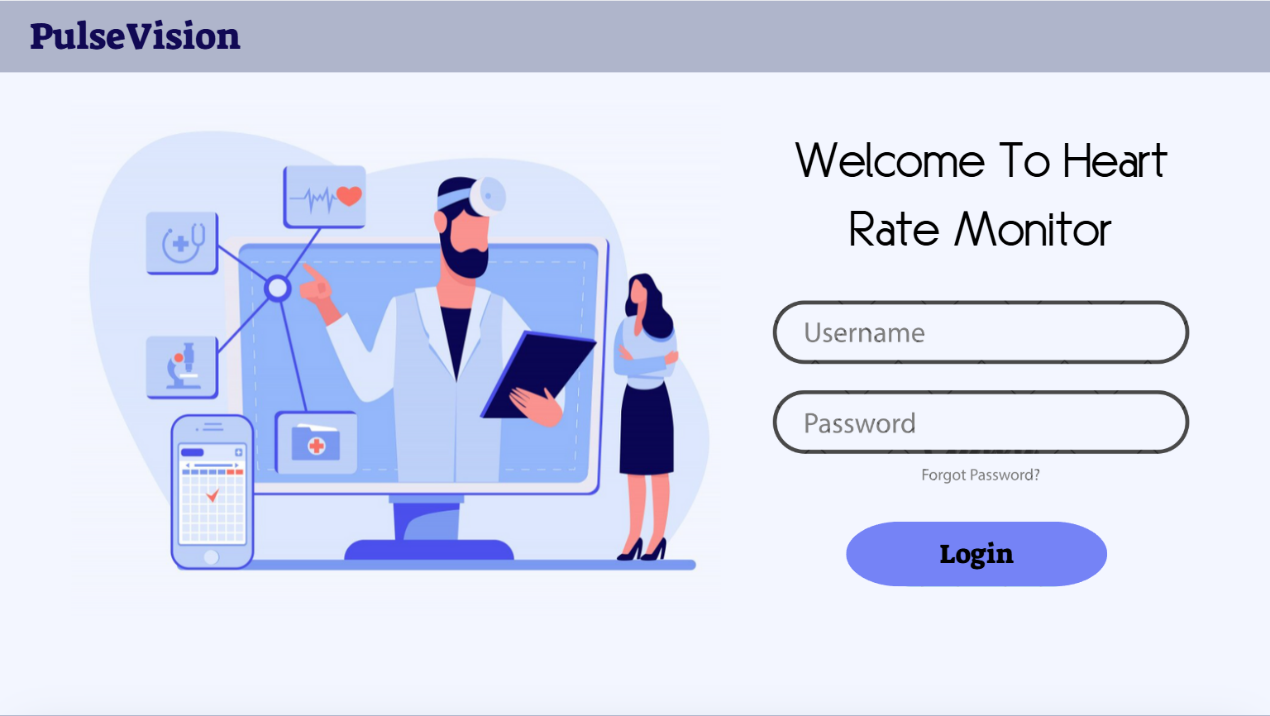 PulseVision
Welcome To Heart
Rate Monitor
Username
Password
Forgot Password?
Login